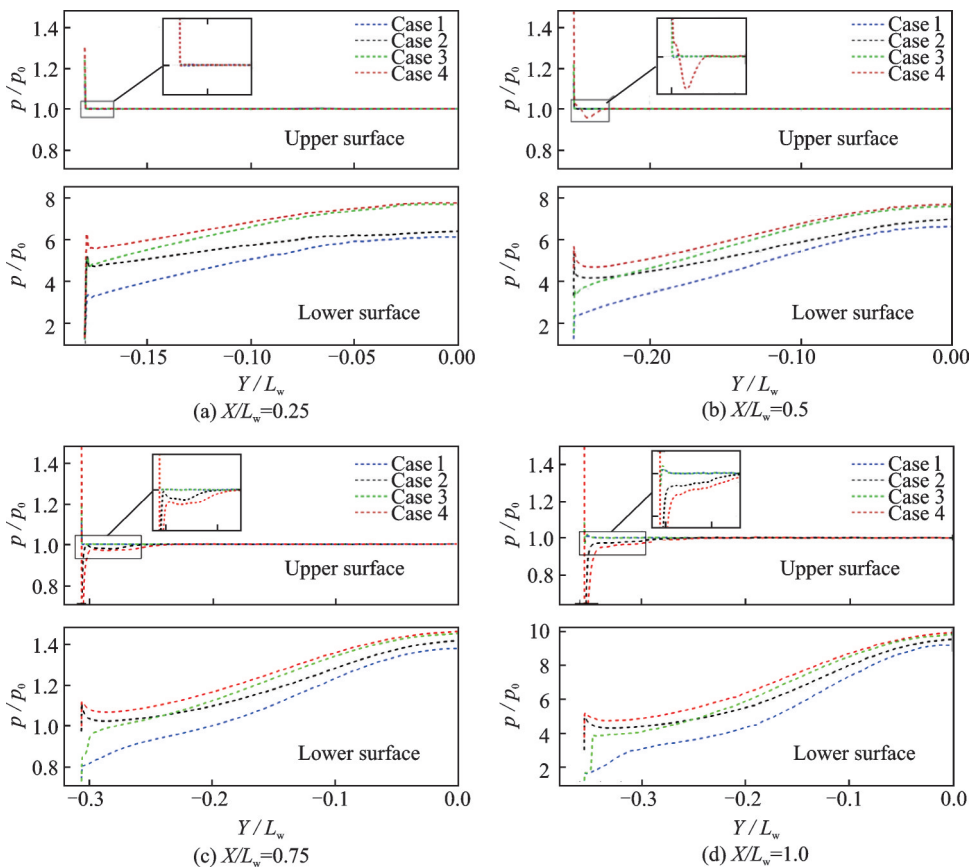 1.4
1.2
1.0
0.8
p / p0
Case 1
Case 2
Case 3
Case 4
Upper surface
8
6
4
2
p / p0
Lower surface
−0.15 −0.10 −0.05 0.00
Y / Lw
(a) X/Lw=0.25
1.4
1.2
1.0
0.8
p / p0
Case 1
Case 2
Case 3
Case 4
Upper surface
8
6
4
2
p / p0
Lower surface
−0.20 −0.10 0.00
Y / Lw
(b) X/Lw=0.5
1.4
1.2
1.0
0.8
p / p0
Case 1
Case 2
Case 3
Case 4
Upper surface
1.4
1.2
1.0
0.8
p / p0
Lower surface
−0.3 −0.2 −0.1 0.0
Y / Lw
(c) X/Lw=0.75
1.4
1.2
1.0
0.8
p / p0
Case 1
Case 2
Case 3
Case 4
Upper surface
10
8
6
4
2
p / p0
Lower surface
−0.3 −0.2 −0.1 0.0
Y / Lw
(d) X/Lw=1.0